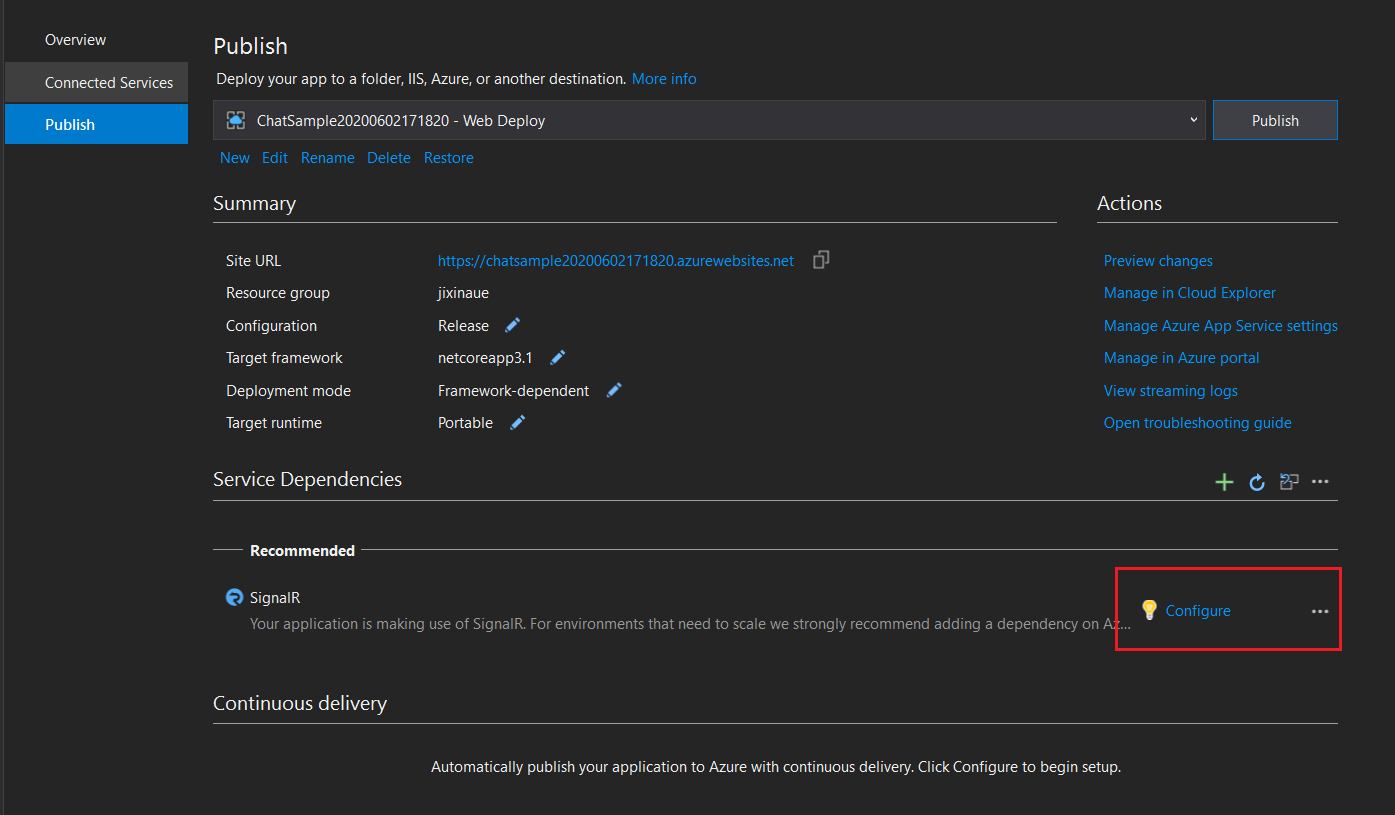 Overview
Connected Services
Publish
Publish
Deploy your app to a folder, IIS, Azure, or another destination. More info
ChatSample20200602171820 - Web Deploy
Publish
New Edit Rename Delete Restore
Summary
Site URL https://chatsample20200602171820.azurewebsites.net
Resource group jixinaue
Configuration Release
Target framework netcoreapp3.1
Deployment mode Framework-dependent
Target runtime Portable
Actions
Preview changes
Manage in Cloud Explorer
Manage Azure App Service settings
Manage in Azure portal
View streaming logs
Open troubleshooting guide
Service Dependencies
Recommended
SignalR
Your application is making use of SignalR. For environments that need to scale we strongly recommend adding a dependency on Az...
Configure
Continuous delivery
Automatically publish your application to Azure with continuous delivery. Click Configure to begin setup.